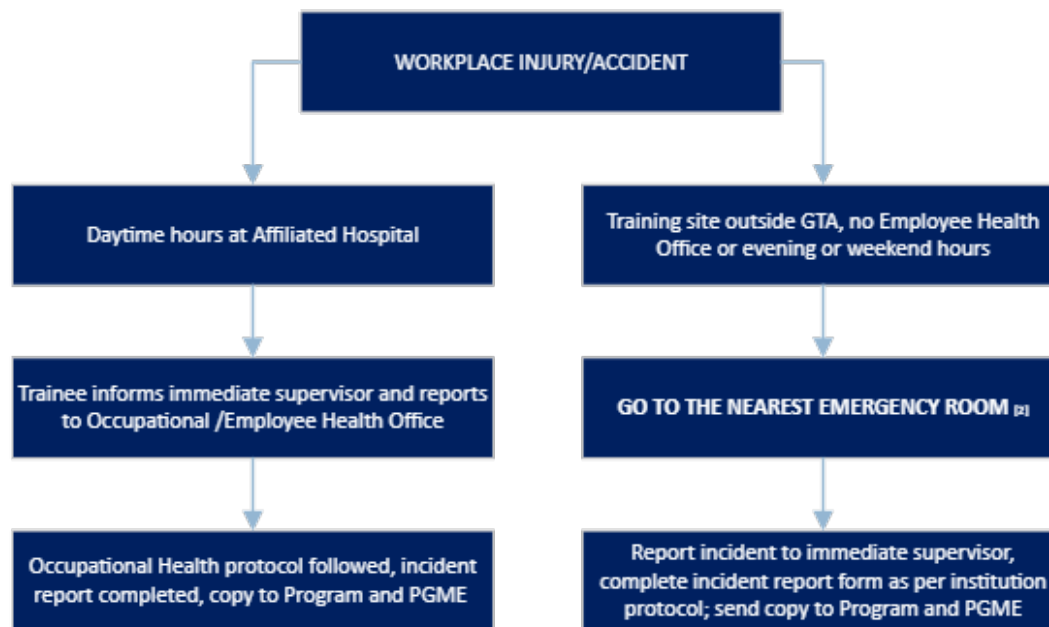 WORKPLACE INJURY/ACCIDENT
Daytime hours at Affiliated Hospital
Training site outside GTA, no Employee Health
Office or evening or weekend hours
Trainee informs immediate supervisor and reports
to Occupational /Employee Health Office
GO TO THE NEAREST EMERGENCY ROOM [2]
Occupational Health protocol followed, incident
report completed, copy to Program and PGME
Report incident to immediate supervisor,
complete incident report form as per institution
protocol; send copy to Program and PGME